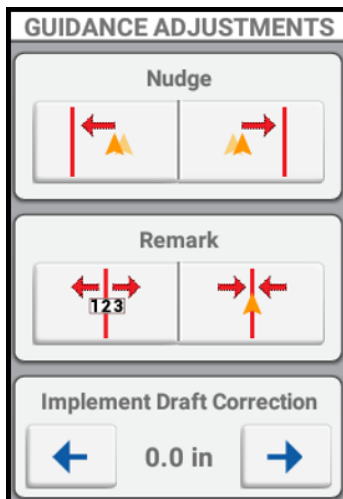 GUIDANCE ADJUSTMENTS
Nudge
Remark
123
Implement Draft Correction
0.0 in